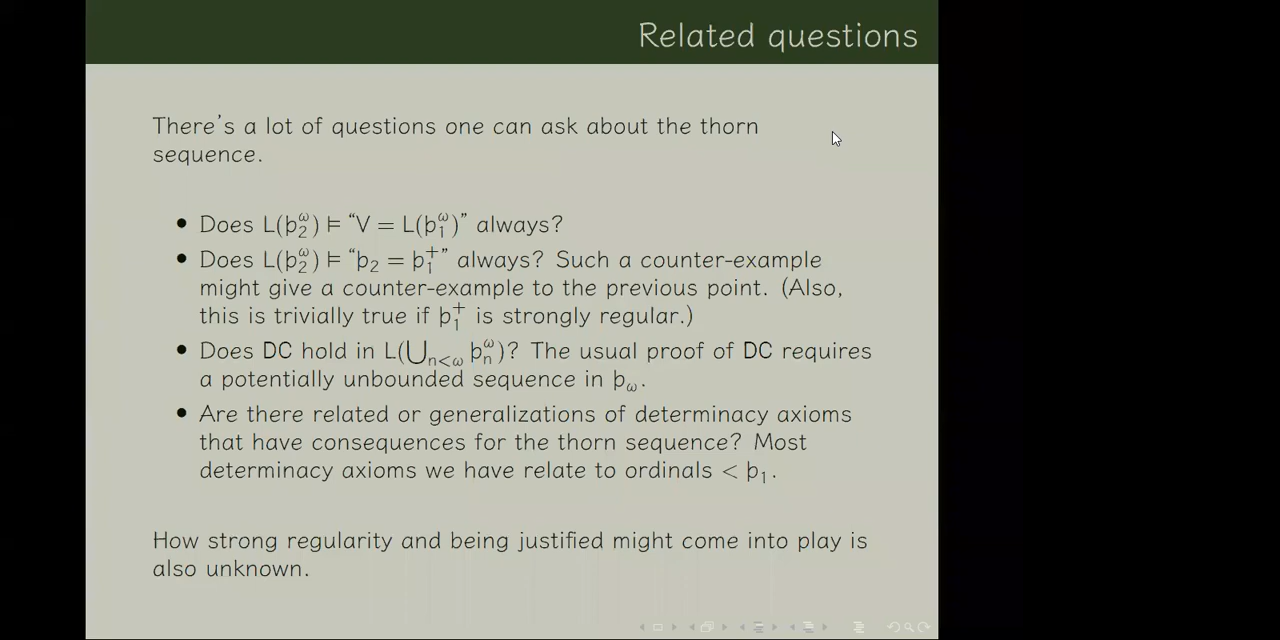 Related questions
There's a lot of questions one can ask about the thorn
sequence.
• Does L(þ₂^ω) ⊨ “V = L(þ₁^ω)” always?
• Does L(þ₂^ω) ⊨ “þ₂ = þ₁⁺” always? Such a counter-example
might give a counter-example to the previous point. (Also,
this is trivially true if þ₁⁺ is strongly regular.)
• Does DC hold in L(⋃_{n<ω} þ_n^ω)? The usual proof of DC requires
a potentially unbounded sequence in þ_ω.
• Are there related or generalizations of determinacy axioms
that have consequences for the thorn sequence? Most
determinacy axioms we have relate to ordinals < þ₁.
How strong regularity and being justified might come into play is
also unknown.